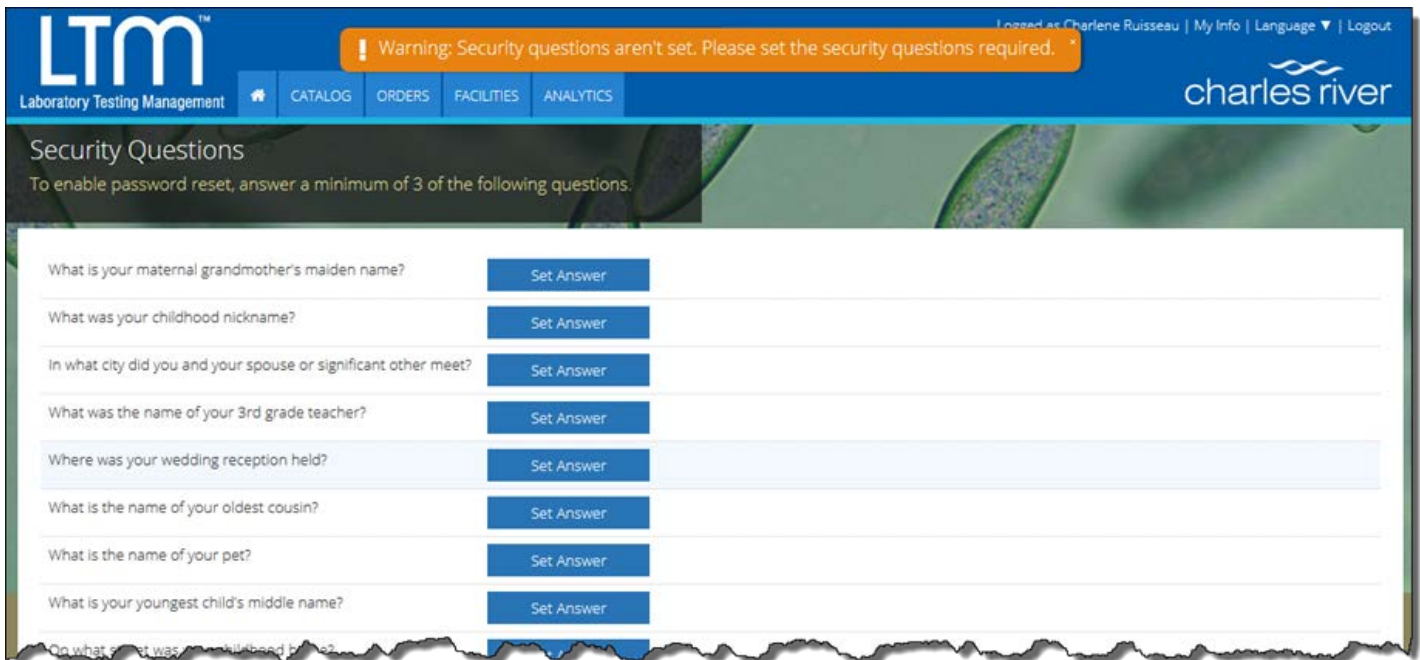 LTM™
Laboratory Testing Management
Logged as Charlene Ruisseau | My Info | Language ▼ | Logout
! Warning: Security questions aren't set. Please set the security questions required. ×
CATALOG ORDERS FACILITIES ANALYTICS
charles river
Security Questions
To enable password reset, answer a minimum of 3 of the following questions.
What is your maternal grandmother's maiden name? Set Answer
What was your childhood nickname? Set Answer
In what city did you and your spouse or significant other meet? Set Answer
What was the name of your 3rd grade teacher? Set Answer
Where was your wedding reception held? Set Answer
What is the name of your oldest cousin? Set Answer
What is the name of your pet? Set Answer
What is your youngest child's middle name? Set Answer
On what street was childhood